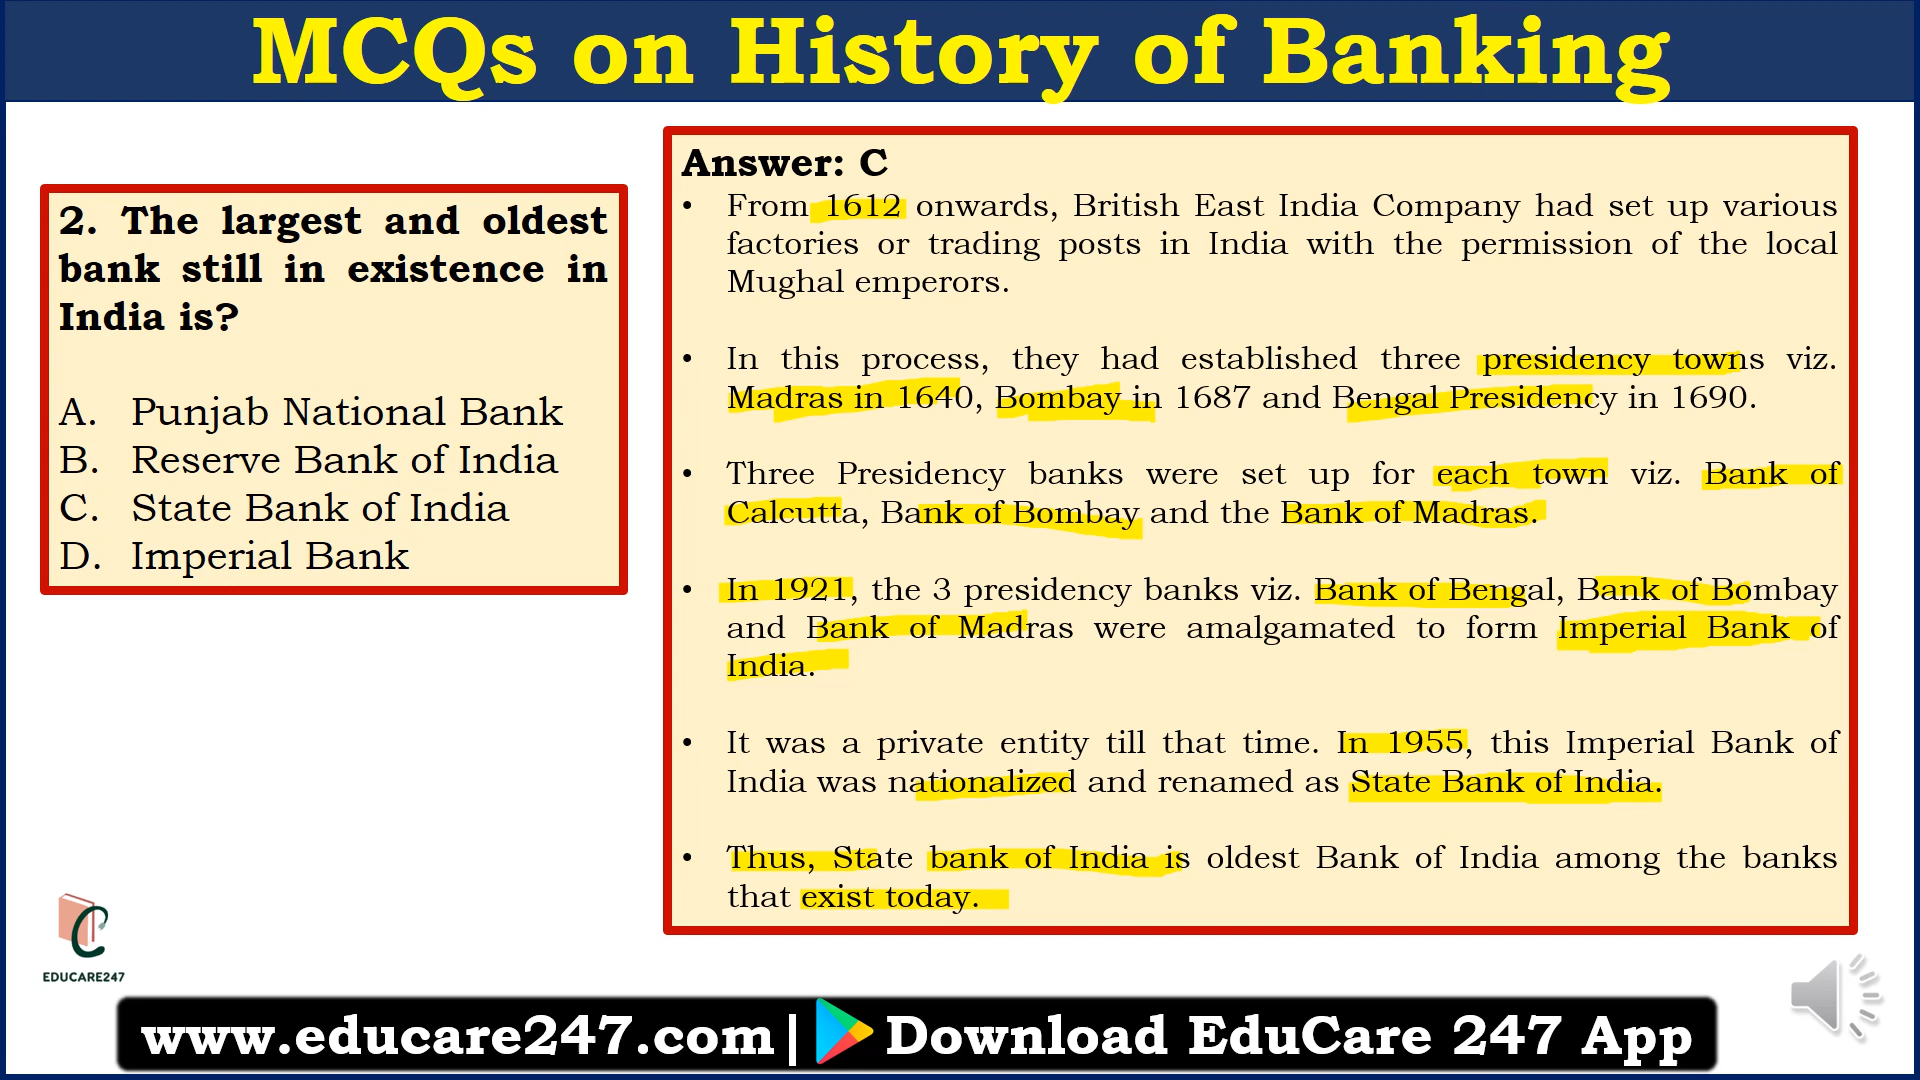 MCQs on History of Banking
2. The largest and oldest
bank still in existence in
India is?
A. Punjab National Bank
B. Reserve Bank of India
C. State Bank of India
D. Imperial Bank
Answer: C
• From 1612 onwards, British East India Company had set up various
factories or trading posts in India with the permission of the local
Mughal emperors.
• In this process, they had established three presidency towns viz.
Madras in 1640, Bombay in 1687 and Bengal Presidency in 1690.
• Three Presidency banks were set up for each town viz. Bank of
Calcutta, Bank of Bombay and the Bank of Madras.
• In 1921, the 3 presidency banks viz. Bank of Bengal, Bank of Bombay
and Bank of Madras were amalgamated to form Imperial Bank of
India.
• It was a private entity till that time. In 1955, this Imperial Bank of
India was nationalized and renamed as State Bank of India.
• Thus, State bank of India is oldest Bank of India among the banks
that exist today.
EDUCARE247
www.educare247.com| Download EduCare 247 App